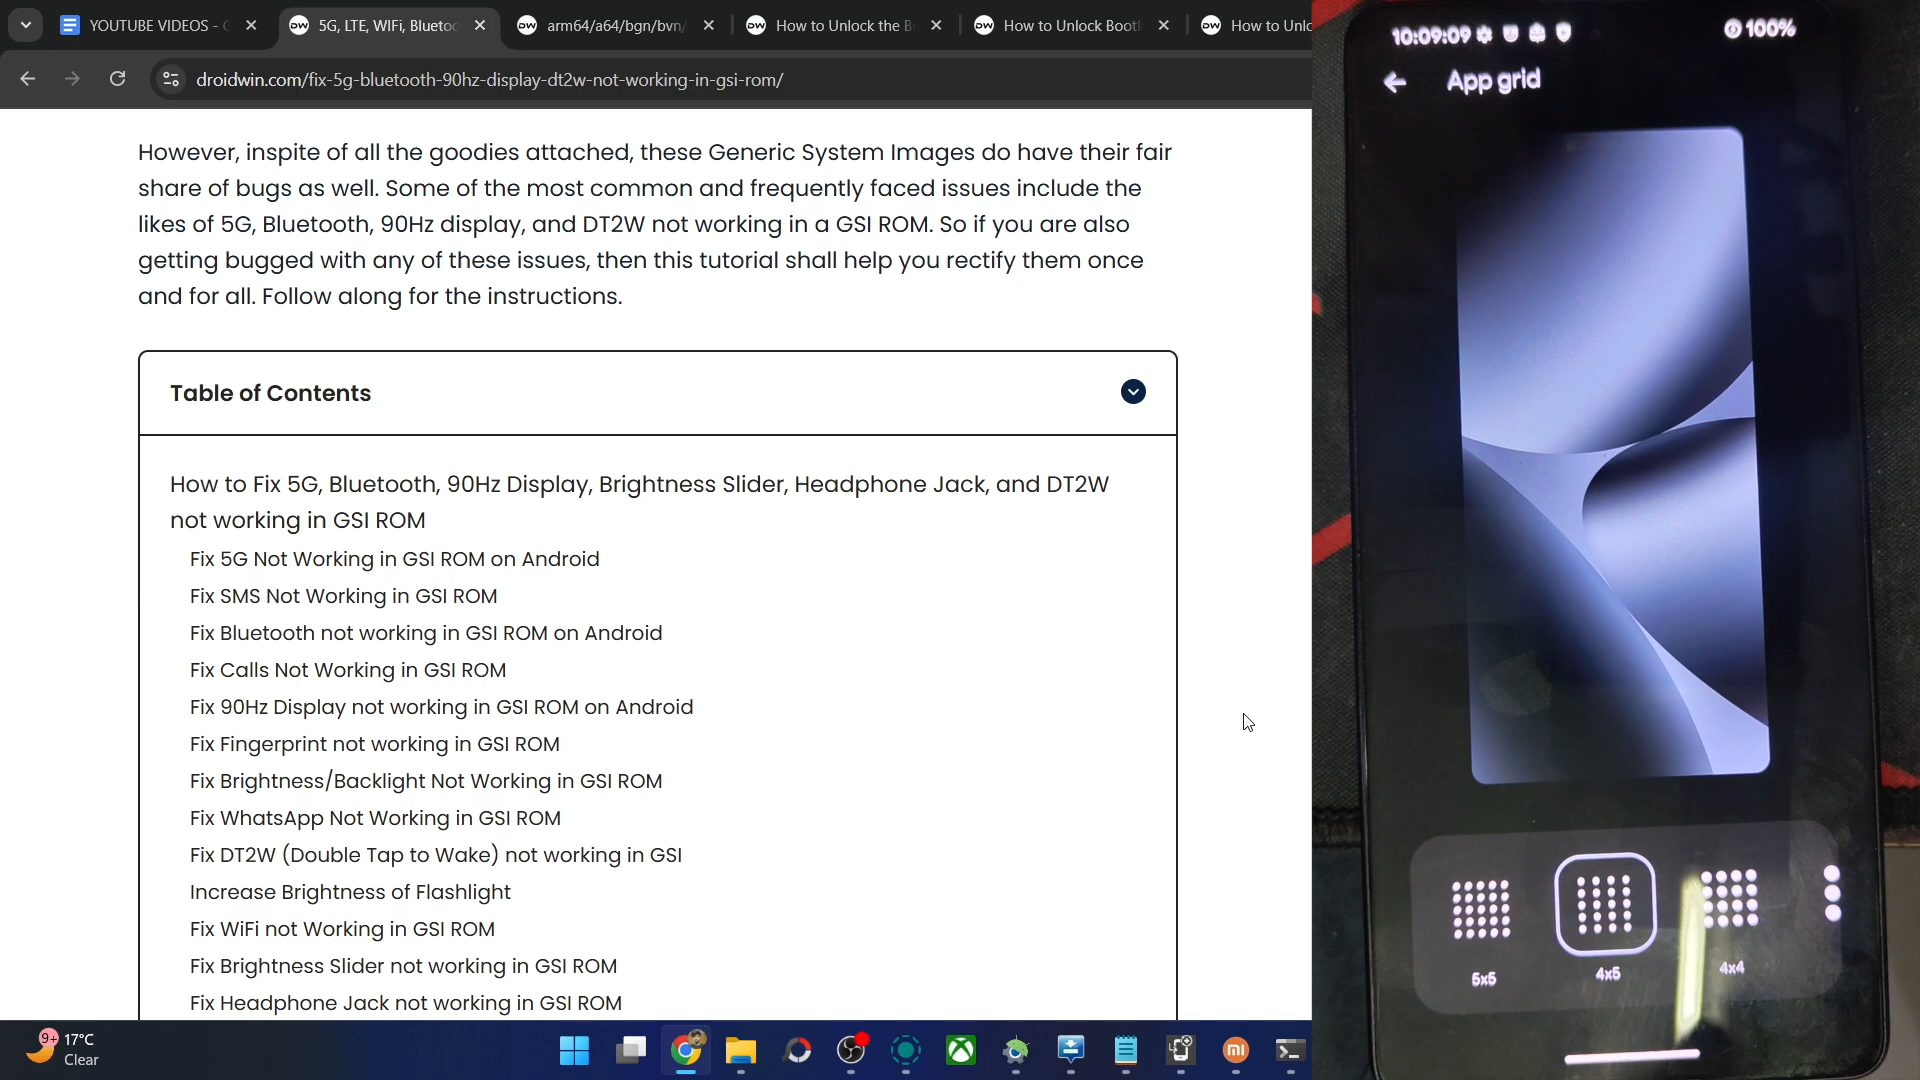 YOUTUBE VIDEOS -
5G, LTE, WiFi, Bluetoo
arm64/a64/bgn/bvn/
How to Unlock the B
How to Unlock Bootl
How to Unlo
droidwin.com/fix-5g-bluetooth-90hz-display-dt2w-not-working-in-gsi-rom/
However, inspite of all the goodies attached, these Generic System Images do have their fair
share of bugs as well. Some of the most common and frequently faced issues include the
likes of 5G, Bluetooth, 90Hz display, and DT2W not working in a GSI ROM. So if you are also
getting bugged with any of these issues, then this tutorial shall help you rectify them once
and for all. Follow along for the instructions.
Table of Contents
How to Fix 5G, Bluetooth, 90Hz Display, Brightness Slider, Headphone Jack, and DT2W
not working in GSI ROM
Fix 5G Not Working in GSI ROM on Android
Fix SMS Not Working in GSI ROM
Fix Bluetooth not working in GSI ROM on Android
Fix Calls Not Working in GSI ROM
Fix 90Hz Display not working in GSI ROM on Android
Fix Fingerprint not working in GSI ROM
Fix Brightness/Backlight Not Working in GSI ROM
Fix WhatsApp Not Working in GSI ROM
Fix DT2W (Double Tap to Wake) not working in GSI
Increase Brightness of Flashlight
Fix WiFi not Working in GSI ROM
Fix Brightness Slider not working in GSI ROM
Fix Headphone Jack not working in GSI ROM
9+
17°C
Clear
mi
10:09:09
100%
App grid
5x5
4x5
4x4